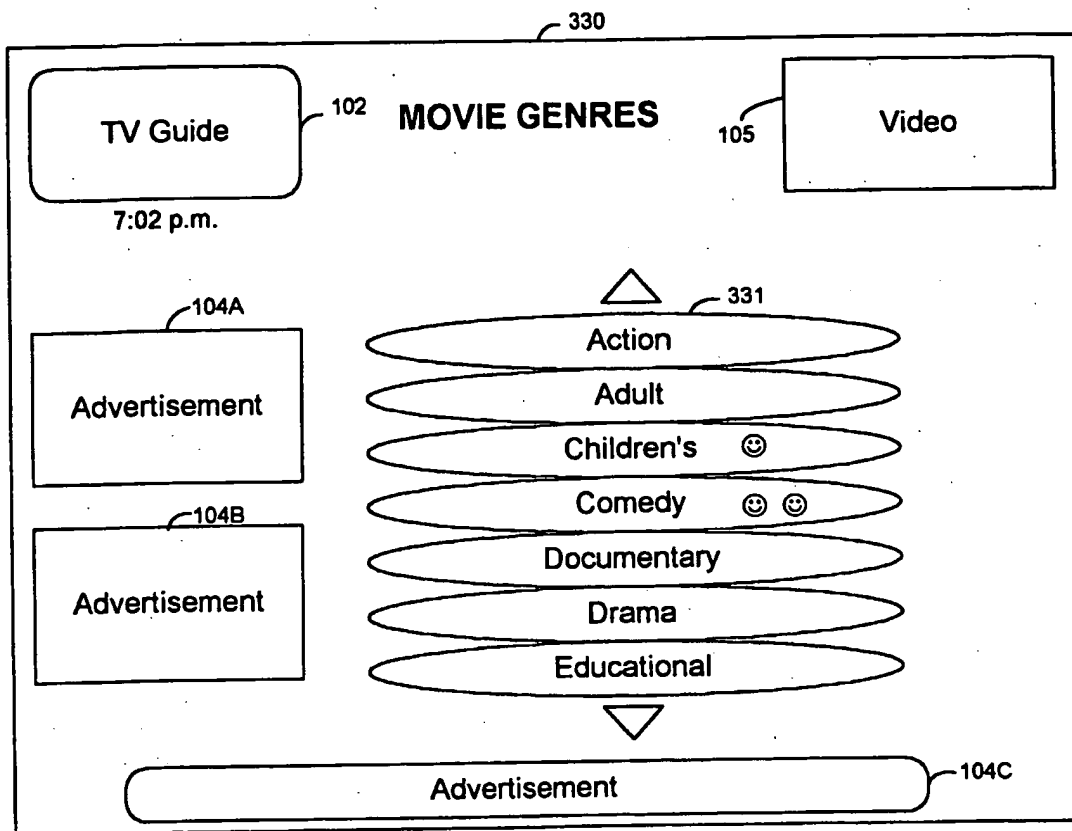 330
TV Guide
102
MOVIE GENRES
105
Video
7:02 p.m.
104A
Advertisement
104B
Advertisement
331
Action
Adult
Children's
Comedy
Documentary
Drama
Educational
Advertisement
104C